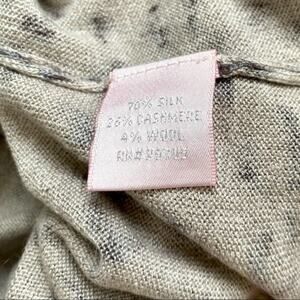 70% SILK
26% CASHMERE
4% WOOL